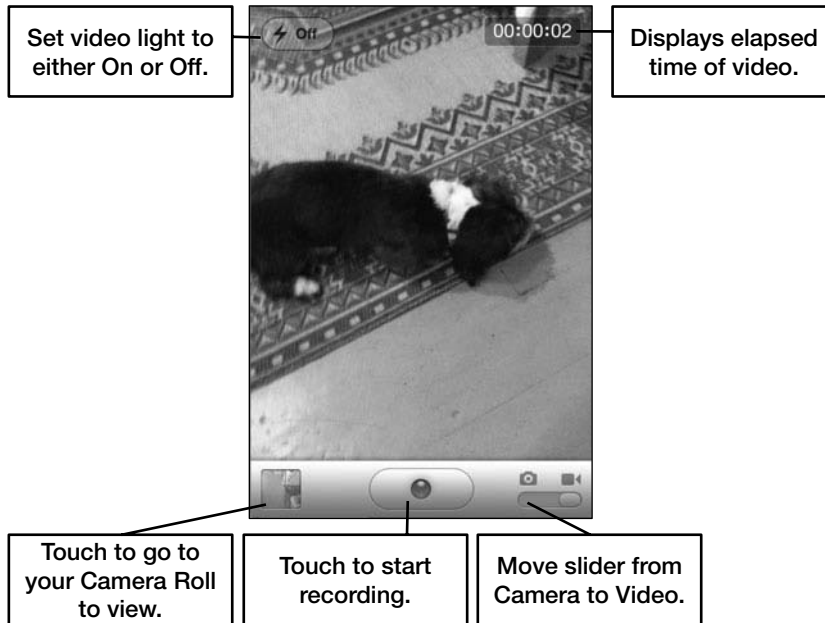 Set video light to
either On or Off.
Off
00:00:02
Displays elapsed
time of video.
Touch to go to
your Camera Roll
to view.
Touch to start
recording.
Move slider from
Camera to Video.